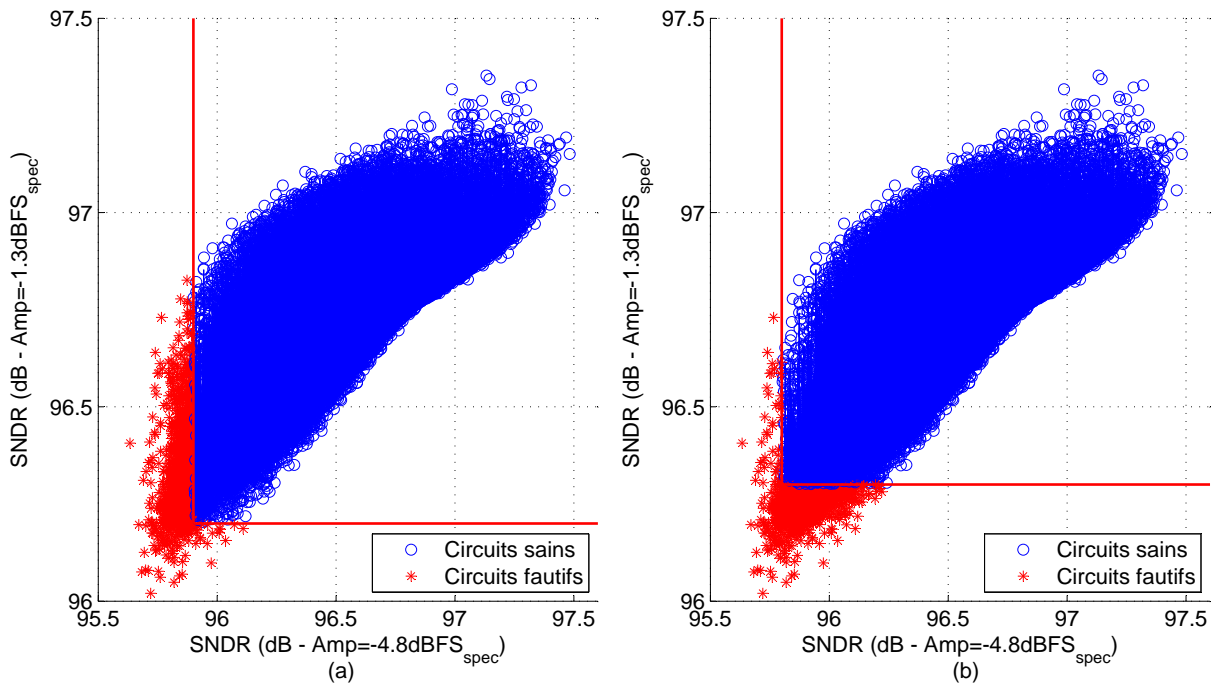 97.5
97
96.5
96
95.5
96
96.5
97
97.5
SNDR (dB - Amp=-1.3dBFS_spec)
SNDR (dB - Amp=-4.8dBFS_spec)
Circuits sains
Circuits fautifs
(a)
97.5
97
96.5
96
95.5
96
96.5
97
97.5
SNDR (dB - Amp=-1.3dBFS_spec)
SNDR (dB - Amp=-4.8dBFS_spec)
Circuits sains
Circuits fautifs
(b)